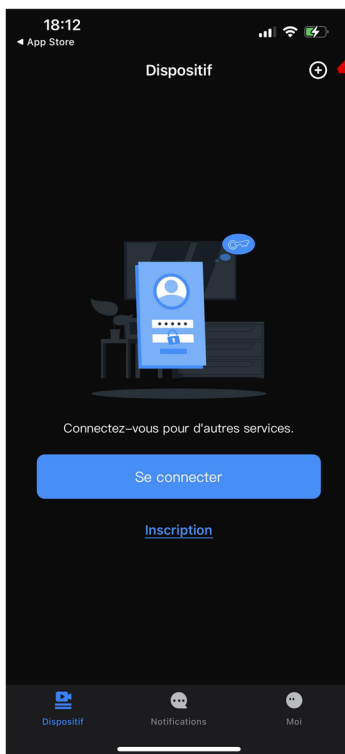 18:12
◀ App Store
Dispositif
Connectez-vous pour d'autres services.
Se connecter
Inscription
Dispositif
Notifications
Moi